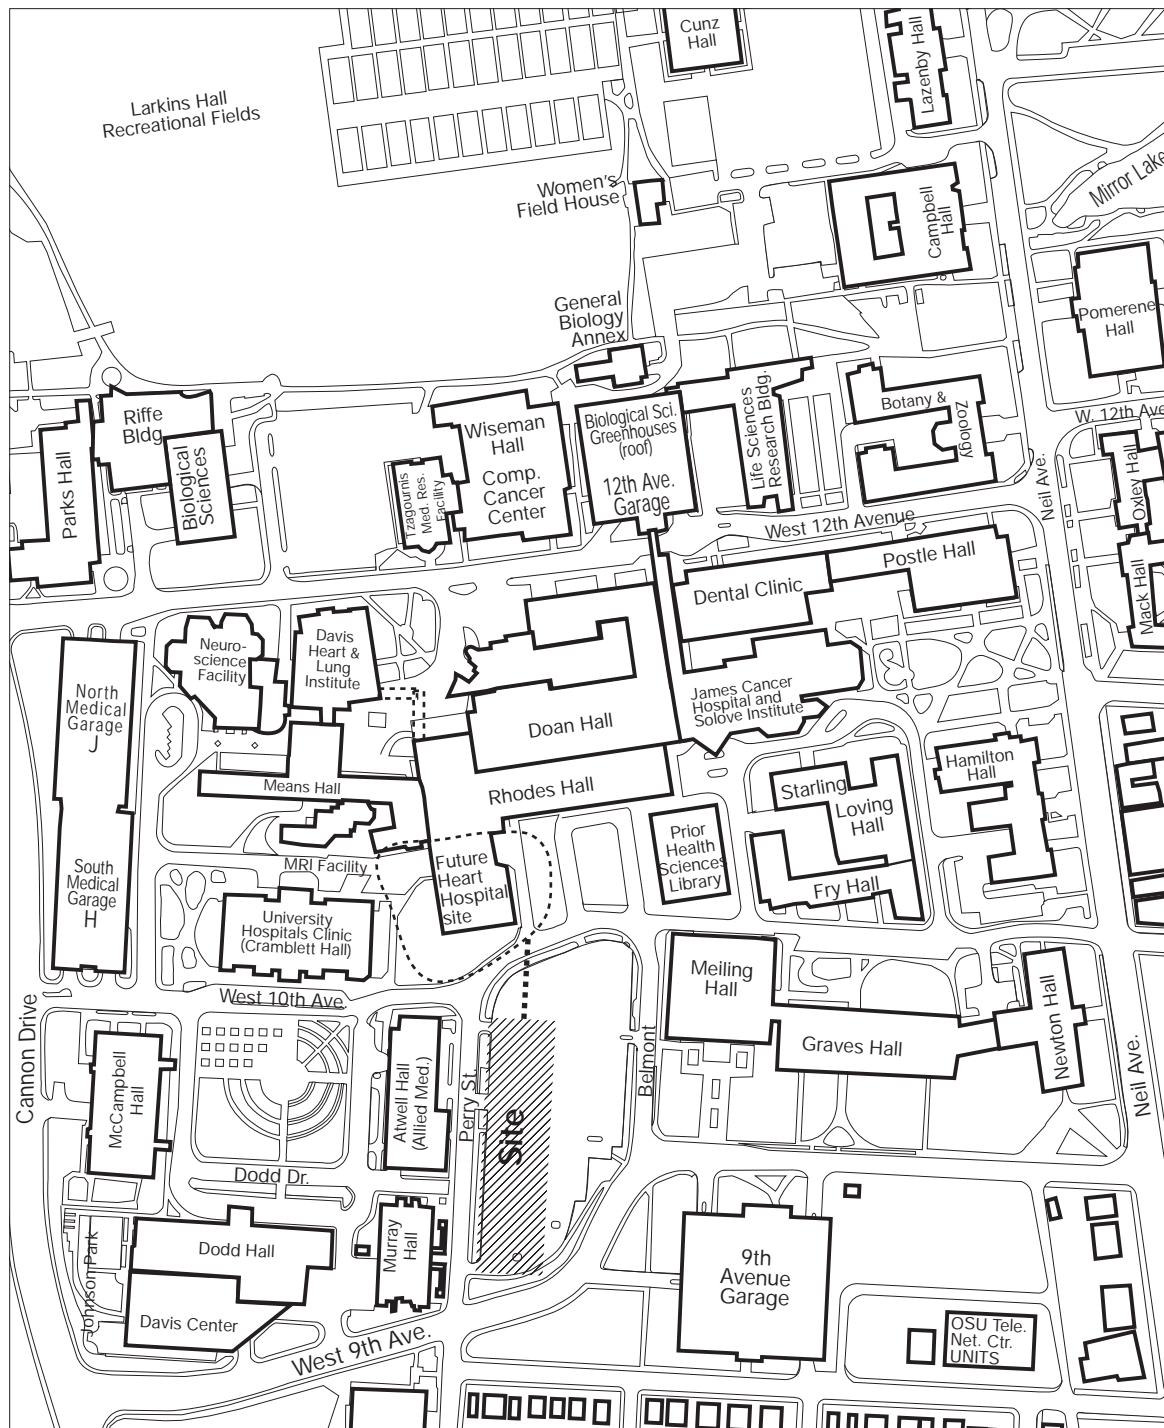 Cunz
Hall
Lazenby Hall
Larkins Hall
Recreational Fields
Mirror Lake
Women's
Field House
Campbell
Hall
General
Biology
Annex
Pomerene
Hall
W. 12th Ave
Riffe
Bldg.
Parks Hall
Biological
Sciences
Wiseman
Hall
Comp.
Cancer
Center
Tzagournis
Med. Res.
Facility
Biological Sci.
Greenhouses
(roof)
12th Ave.
Garage
Life Sciences
Research Bldg.
Botany &
Zoology
Neil Ave.
Oxley Hall
Mack Hall
West 12th Avenue
Postle Hall
Dental Clinic
Neuro-
science
Facility
Davis
Heart &
Lung
Institute
North
Medical
Garage
J
James Cancer
Hospital and
Solove Institute
Doan Hall
Means Hall
Rhodes Hall
Hamilton
Hall
Starling
Loving
Hall
Prior
Health
Sciences
Library
Fry Hall
MRI Facility
Future
Heart
Hospital
site
South
Medical
Garage
H
University
Hospitals Clinic
(Cramblett Hall)
West 10th Ave.
Cannon Drive
Meiling
Hall
Graves Hall
Newton Hall
Neil Ave.
McCampbell
Hall
Atwell Hall
(Allied Med.)
Perry St.
Site
Belmont
Dodd Dr.
Johnson Park
Dodd Hall
Murray
Hall
Davis Center
9th
Avenue
Garage
West 9th Ave.
OSU Tele.
Net. Ctr.
UNITS